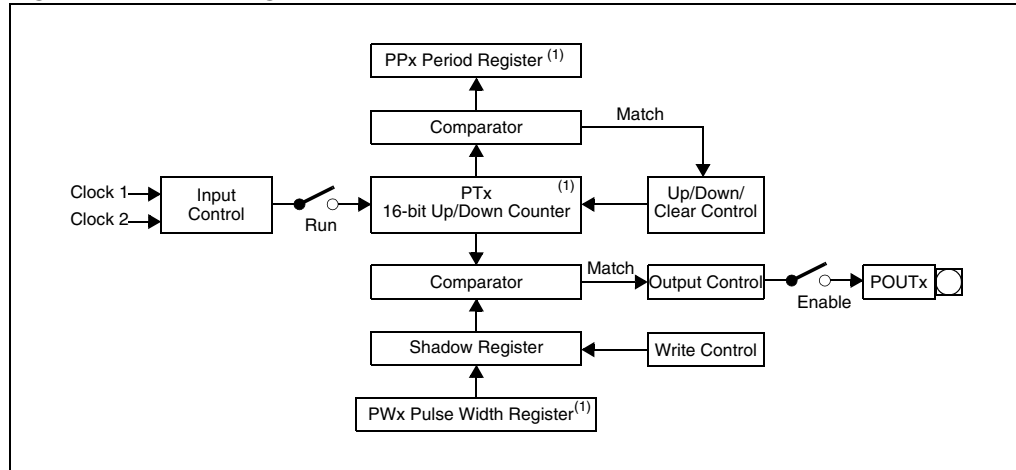 PPx Period Register (1)
Comparator
Match
Clock 1
Clock 2
Input
Control
Run
PTx (1)
16-bit Up/Down Counter
Up/Down/
Clear Control
Comparator
Match
Output Control
Enable
POUTx
Shadow Register
Write Control
PWx Pulse Width Register(1)